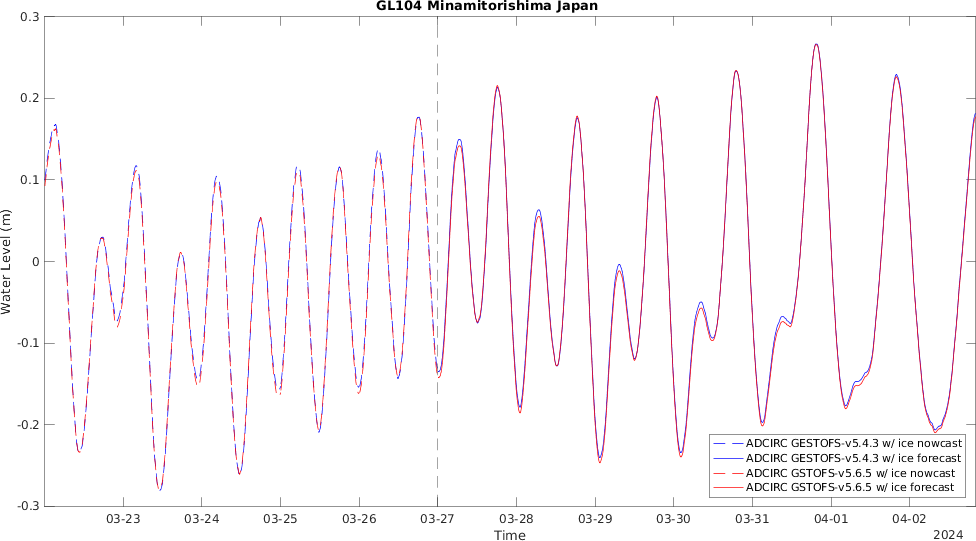 GL104 Minamitorishima Japan
0.3
0.2
0.1
0
-0.1
-0.2
-0.3
Water Level (m)
ADCIRC GESTOFS-v5.4.3 w/ ice nowcast
ADCIRC GESTOFS-v5.4.3 w/ ice forecast
ADCIRC GSTOFS-v5.6.5 w/ ice nowcast
ADCIRC GSTOFS-v5.6.5 w/ ice forecast
03-23 03-24 03-25 03-26 03-27 03-28 03-29 03-30 03-31 04-01 04-02
Time
2024